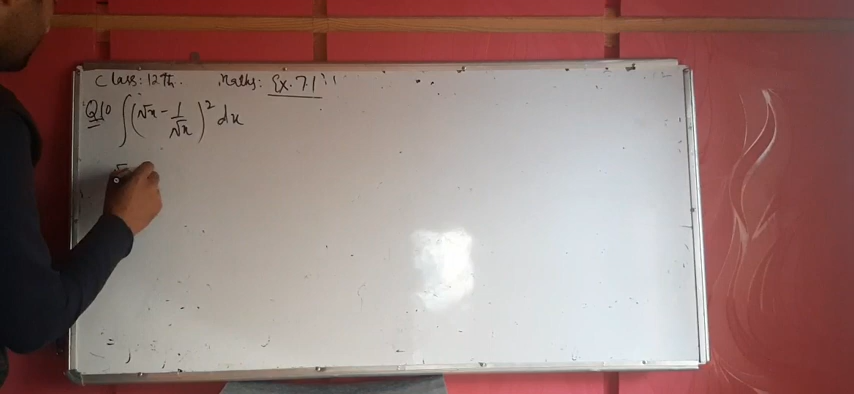 Class: 12th. Maths: Ex. 7.1
Q10 ∫(√x - 1/√x)² dx